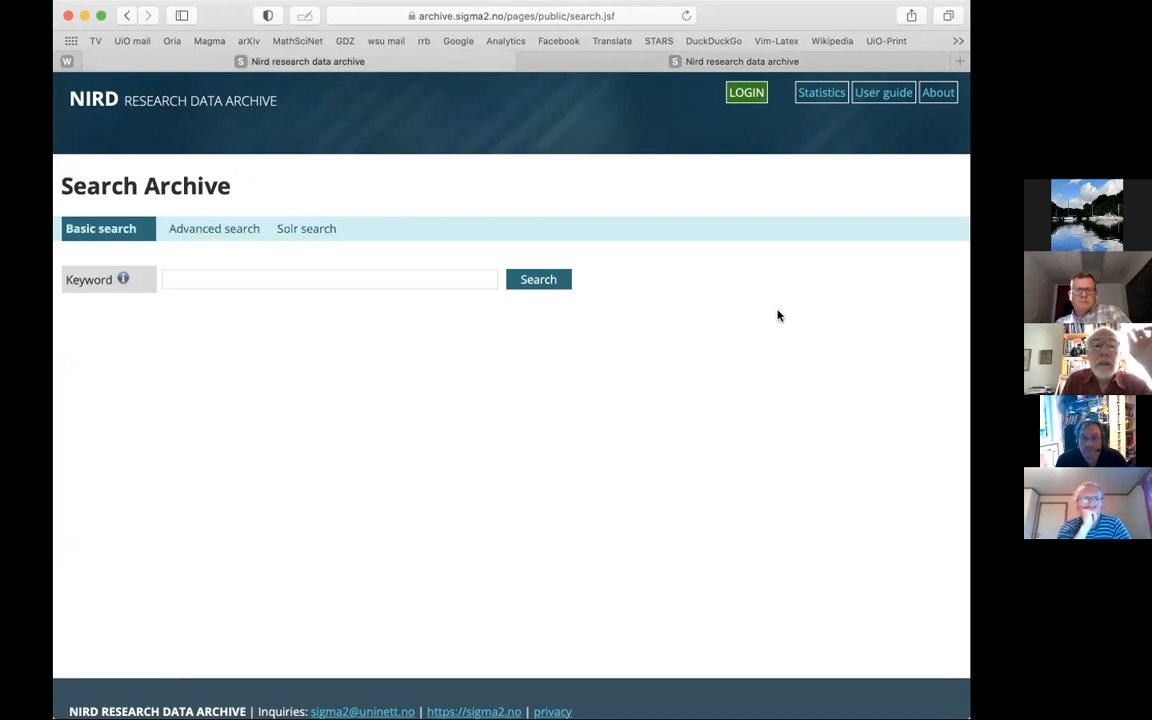 archive.sigma2.no/pages/public/search.jsf
TV UiO mail Oria Magma arXiv MathSciNet GDZ wsu mail rrb Google Analytics Facebook Translate STARS DuckDuckGo Vim-Latex Wikipedia UiO-Print >>
W S Nird research data archive S Nird research data archive +
NIRD RESEARCH DATA ARCHIVE LOGIN Statistics User guide About
Search Archive
Basic search Advanced search Solr search
Keyword i Search
NIRD RESEARCH DATA ARCHIVE | Inquiries: sigma2@uninett.no | https://sigma2.no | privacy